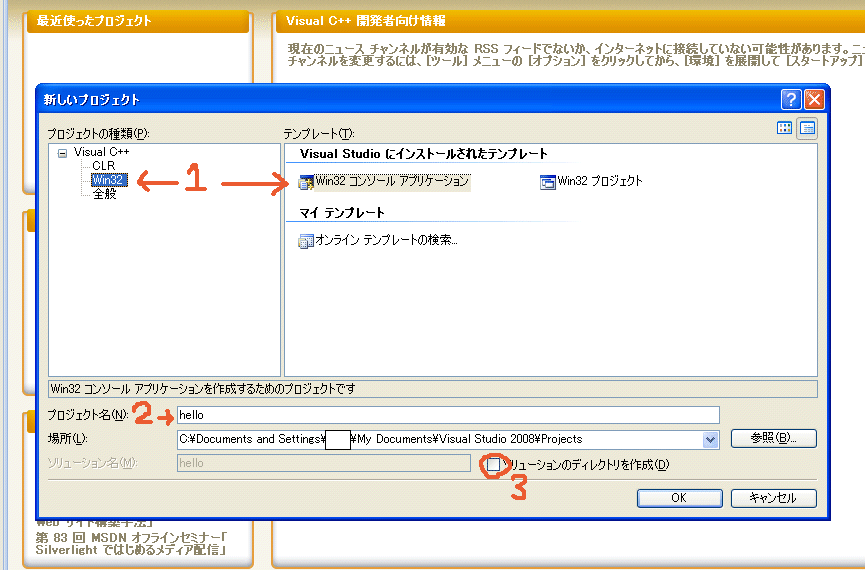 最近使ったプロジェクト
Visual C++ 開発者向け情報
現在のニュース チャンネルが有効な RSS フィードでないか、インターネットに接続していない可能性があります。ニュ
チャンネルを変更するには、[ツール] メニューの [オプション] をクリックしてから、[環境] を展開して [スタートアップ]
新しいプロジェクト
プロジェクトの種類(P):
テンプレート(T):
Visual C++
CLR
Win32
全般
1
Visual Studio にインストールされたテンプレート
Win32 コンソール アプリケーション
Win32 プロジェクト
マイ テンプレート
オンライン テンプレートの検索...
Win32 コンソール アプリケーションを作成するためのプロジェクトです
プロジェクト名(N):
2
hello
場所(L):
C:¥Documents and Settings¥ ¥My Documents¥Visual Studio 2008¥Projects
参照(B)...
ソリューション名(M):
hello
ソリューションのディレクトリを作成(D)
3
OK
キャンセル
Web サイト構築手法」
第 83 回 MSDN オフラインセミナー「
Silverlight ではじめるメディア配信」